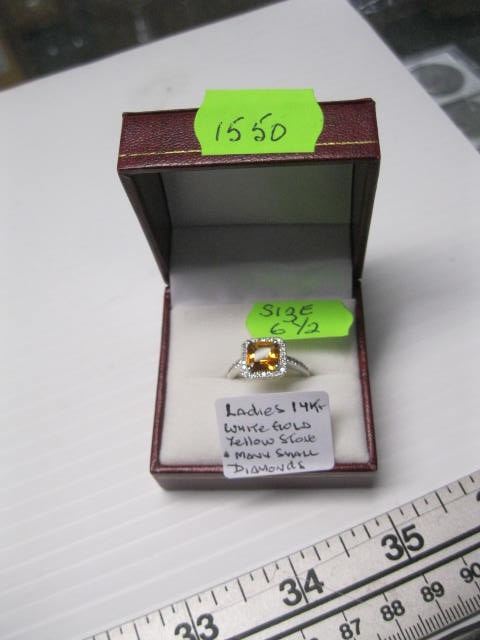 1550
SIZE
6 1/2
LADIES 14Kr
WHITE GOLD
YELLOW STONE
+ MANY SMALL
DIAMONDS
33 34 35
87 88 89 90